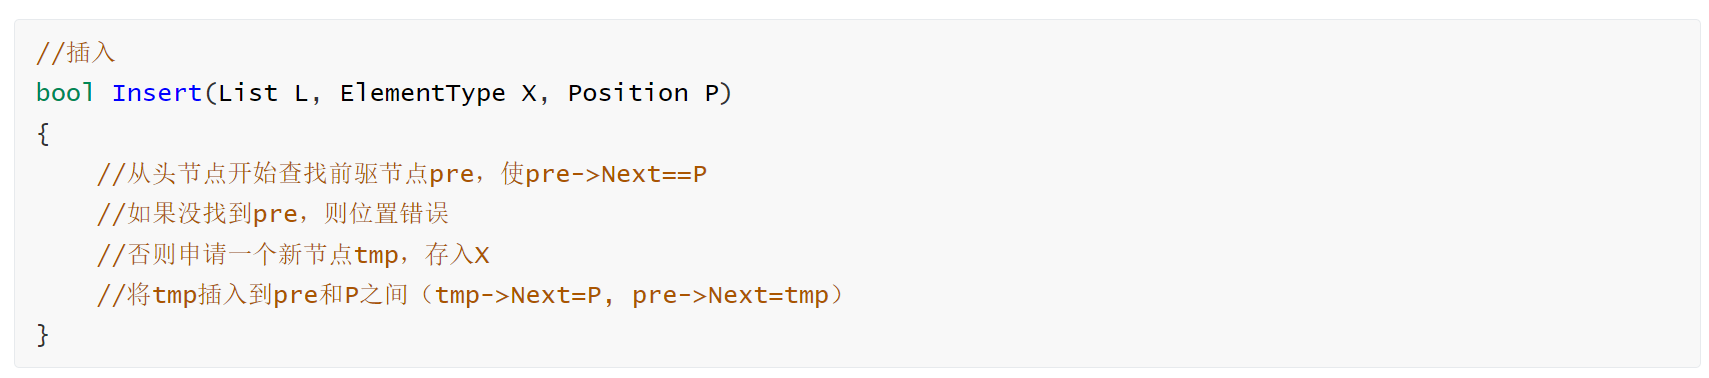 //插入
bool Insert(List L, ElementType X, Position P)
{
    //从头节点开始查找前驱节点pre，使pre->Next==P
    //如果没找到pre，则位置错误
    //否则申请一个新节点tmp，存入X
    //将tmp插入到pre和P之间（tmp->Next=P, pre->Next=tmp）
}